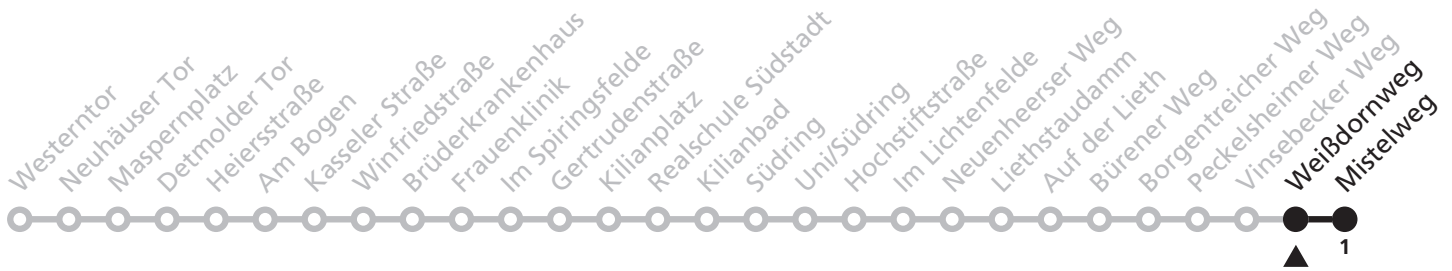 Westerntor
Neuhäuser Tor
Maspernplatz
Detmolder Tor
Heiersstraße
Am Bogen
Kasseler Straße
Winfriedstraße
Brüderkrankenhaus
Frauenklinik
Im Spiringsfelde
Gertrudenstraße
Kilianplatz
Realschule Südstadt
Kilianbad
Südring
Uni/Südring
Hochstiftstraße
Im Lichtenfelde
Neuenheerser Weg
Liethstaudamm
Auf der Lieth
Bürener Weg
Borgentreicher Weg
Peckelsheimer Weg
Vinsebecker Weg
Weißdornweg
Mistelweg
1